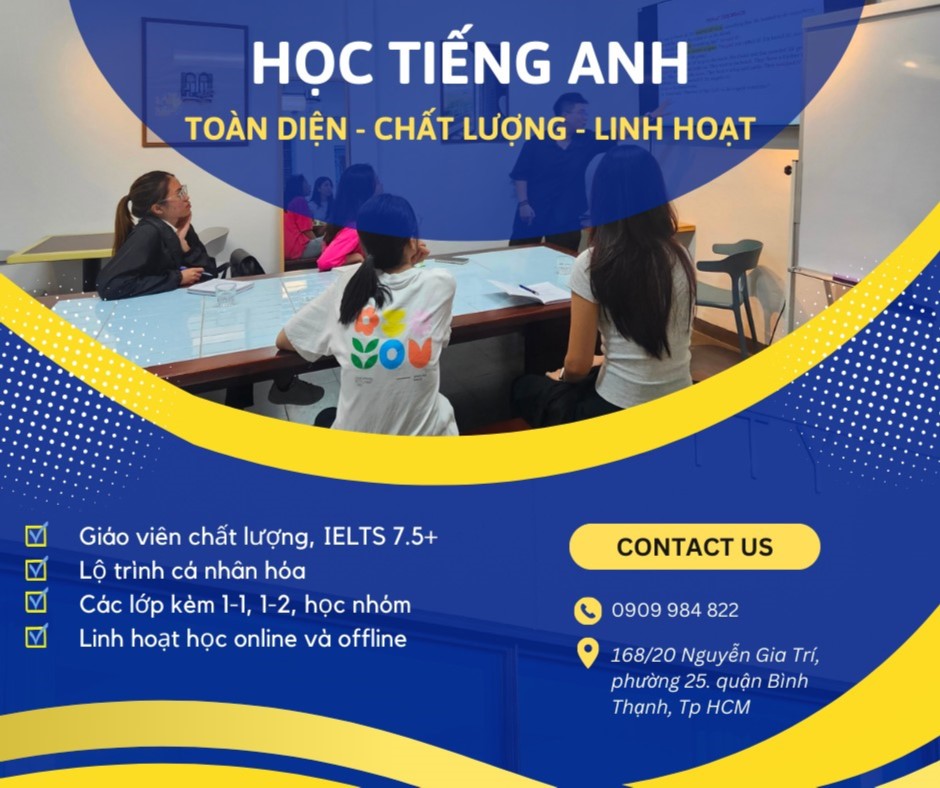 HỌC TIẾNG ANH
TOÀN DIỆN - CHẤT LƯỢNG - LINH HOẠT
Giáo viên chất lượng, IELTS 7.5+
Lộ trình cá nhân hóa
Các lớp kèm 1-1, 1-2, học nhóm
Linh hoạt học online và offline
CONTACT US
0909 984 822
168/20 Nguyễn Gia Trí,
phường 25. quận Bình
Thạnh, Tp HCM